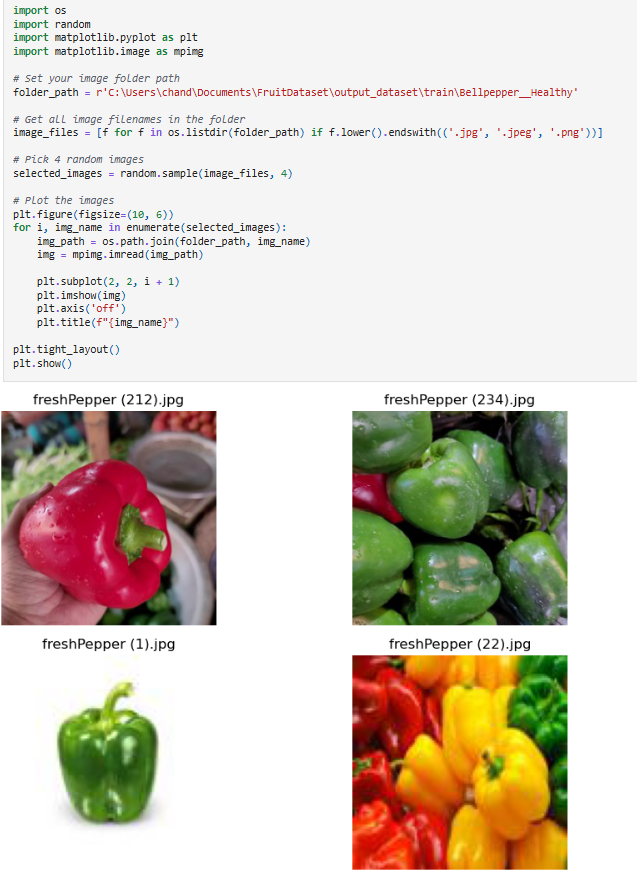 import os
import random
import matplotlib.pyplot as plt
import matplotlib.image as mpimg
# Set your image folder path
folder_path = r'C:\Users\chand\Documents\FruitDataset\output_dataset\train\Bellpepper__Healthy'
# Get all image filenames in the folder
image_files = [f for f in os.listdir(folder_path) if f.lower().endswith(('.jpg', '.jpeg', '.png'))]
# Pick 4 random images
selected_images = random.sample(image_files, 4)
# Plot the images
plt.figure(figsize=(10, 6))
for i, img_name in enumerate(selected_images):
    img_path = os.path.join(folder_path, img_name)
    img = mpimg.imread(img_path)
    plt.subplot(2, 2, i + 1)
    plt.imshow(img)
    plt.axis('off')
    plt.title(f"{img_name}")
plt.tight_layout()
plt.show()
freshPepper (212).jpg
freshPepper (234).jpg
freshPepper (1).jpg
freshPepper (22).jpg